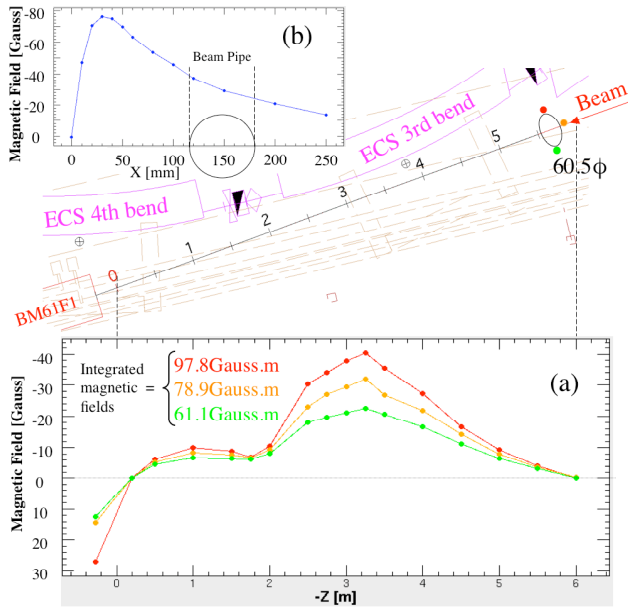 -80
-60
-40
-20
0
Magnetic Field [Gauss]
(b)
Beam Pipe
0 50 100 150 200 250
X [mm]
ECS 3rd bend
Beam
60.5ϕ
ECS 4th bend
0 1 2 3 4 5
BM61F1
-40
-30
-20
-10
0
10
20
30
Magnetic Field [Gauss]
Integrated
magnetic =
fields
97.8Gauss.m
78.9Gauss.m
61.1Gauss.m
(a)
0 1 2 3 4 5 6
-Z [m]